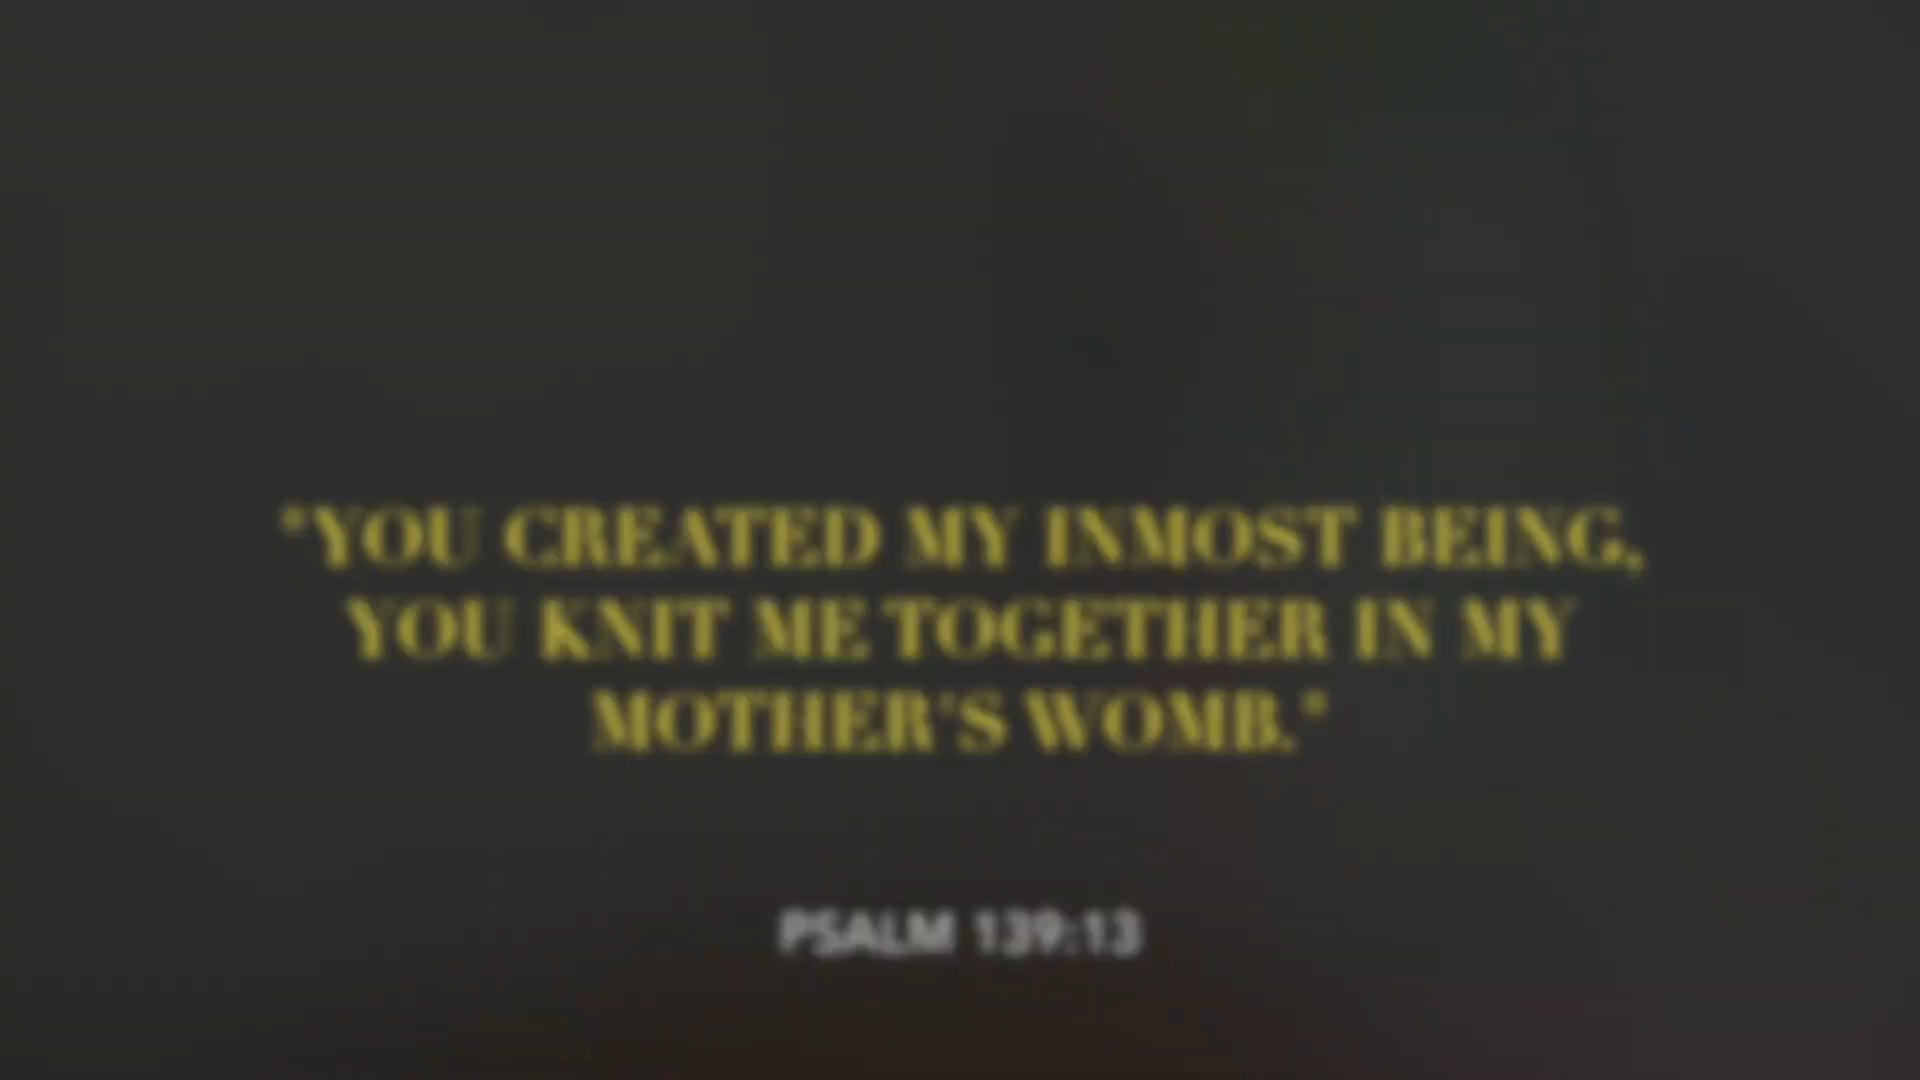 "YOU CREATED MY INMOST BEING,
YOU KNIT ME TOGETHER IN MY
MOTHER'S WOMB."
PSALM 139:13